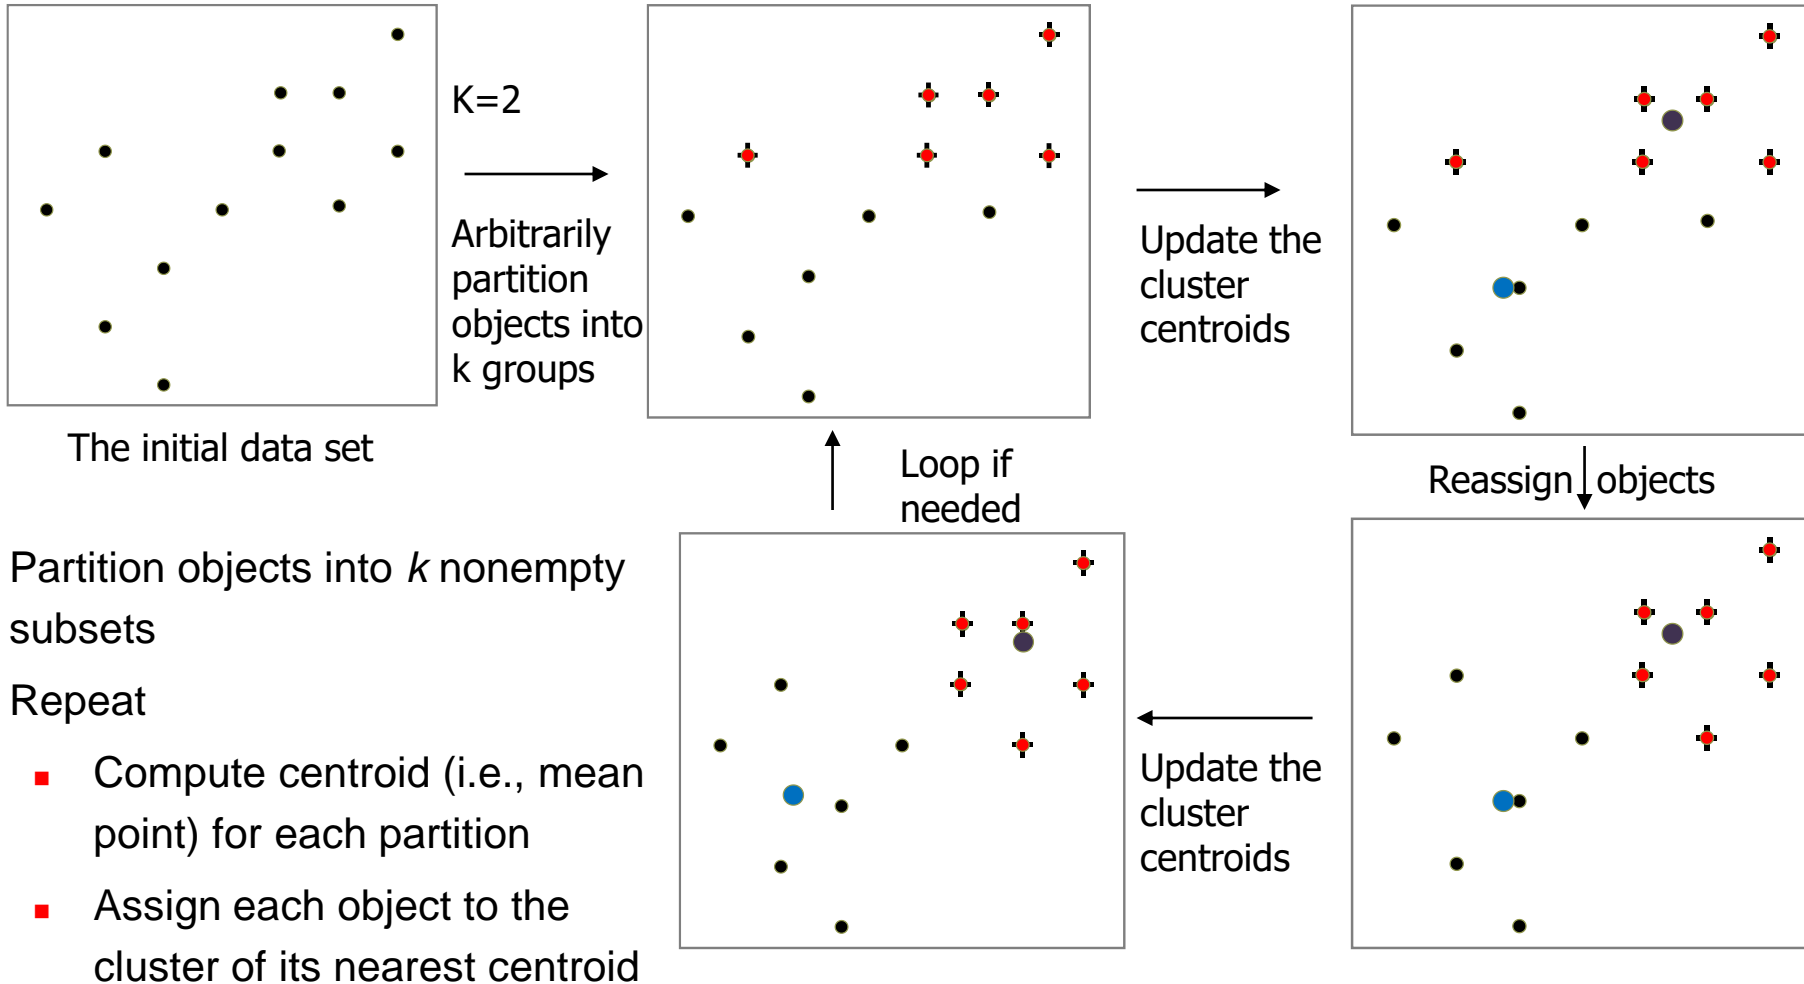 K=2
Arbitrarily
partition
objects into
k groups
Update the
cluster
centroids
The initial data set
Loop if
needed
Reassign objects
Update the
cluster
centroids
Partition objects into k nonempty
subsets
Repeat
Compute centroid (i.e., mean
point) for each partition
Assign each object to the
cluster of its nearest centroid